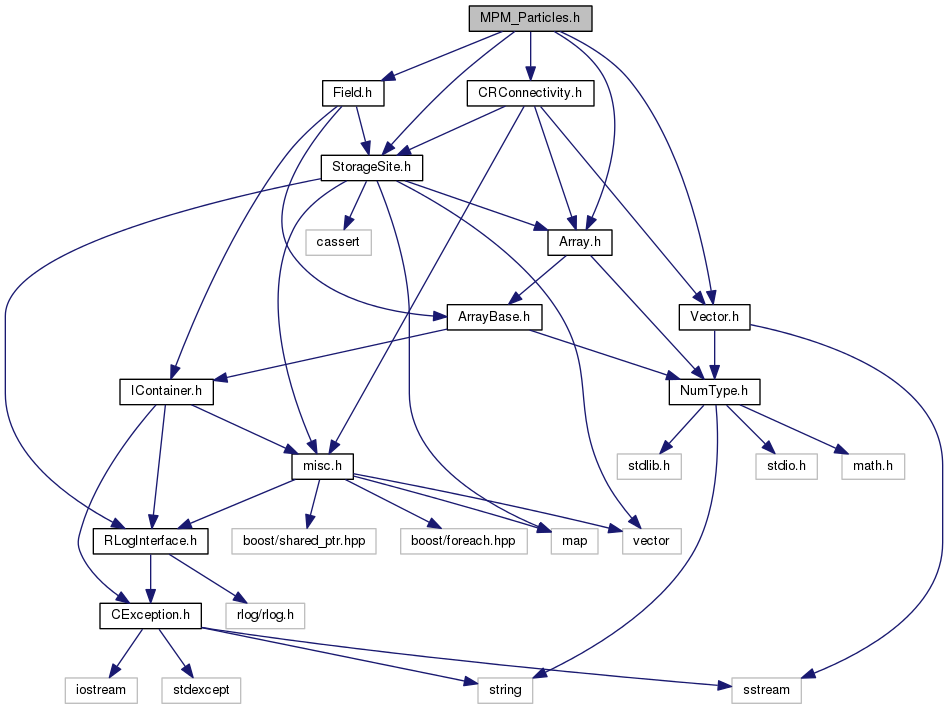 MPM_Particles.h
Field.h
CRConnectivity.h
StorageSite.h
cassert
Array.h
ArrayBase.h
Vector.h
IContainer.h
NumType.h
misc.h
stdlib.h
stdio.h
math.h
RLogInterface.h
boost/shared_ptr.hpp
boost/foreach.hpp
map
vector
CException.h
rlog/rlog.h
iostream
stdexcept
string
sstream